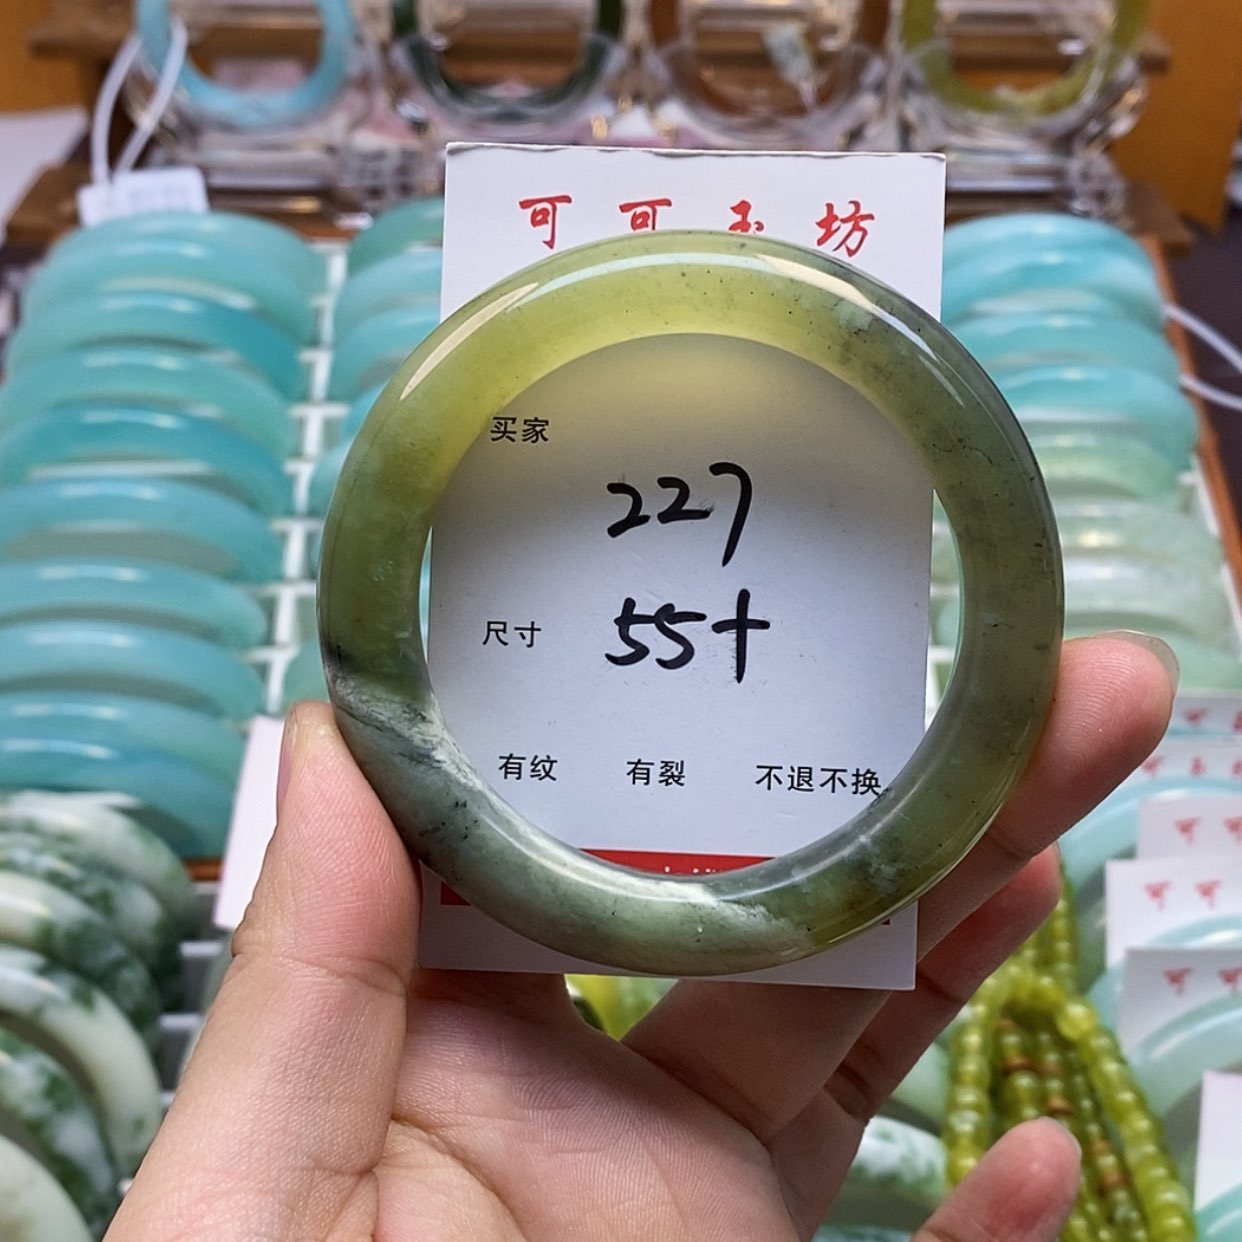 可可玉坊
买家 227
尺寸 55+
有纹 有裂 不退不换